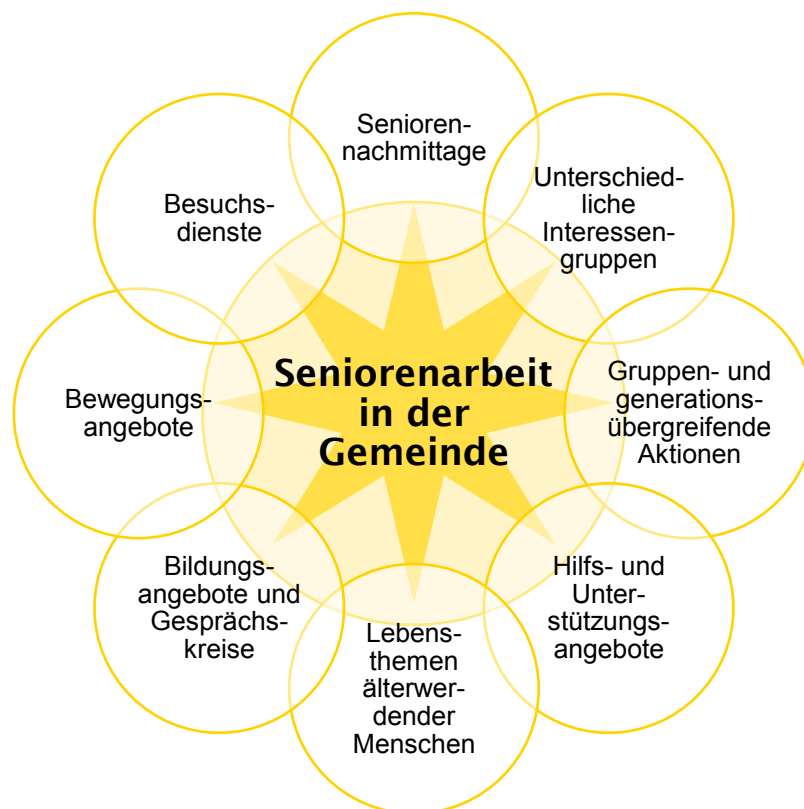 Senioren-
nachmittage
Unterschied-
liche
Interessen-
gruppen
Gruppen- und
generations-
übergreifende
Aktionen
Hilfs- und
Unter-
stützungs-
angebote
Lebens-
themen
älterwer-
dender
Menschen
Bildungs-
angebote und
Gesprächs-
kreise
Bewegungs-
angebote
Besuchs-
dienste
Seniorenarbeit
in der
Gemeinde